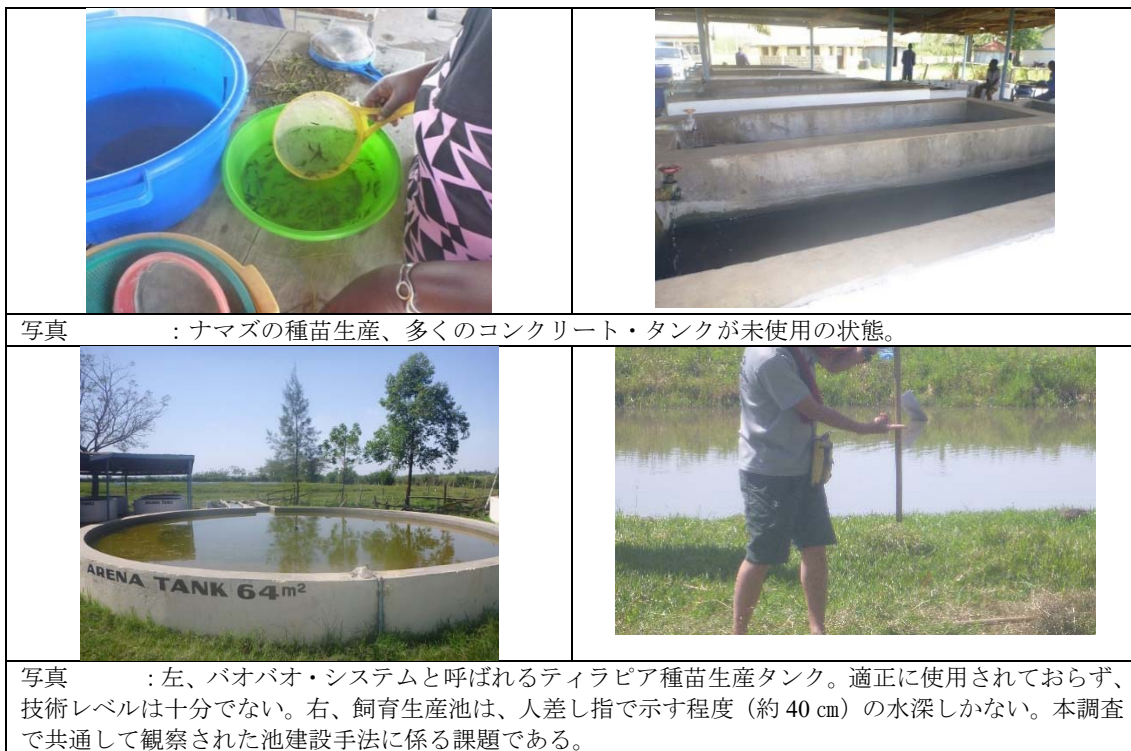 写真　　　：ナマズの種苗生産、多くのコンクリート・タンクが未使用の状態。
ARENA TANK 64m²
写真　　　：左、バオバオ・システムと呼ばれるティラピア種苗生産タンク。適正に使用されておらず、
技術レベルは十分でない。右、飼育生産池は、人差し指で示す程度（約 40 ㎝）の水深しかない。本調査
で共通して観察された池建設手法に係る課題である。